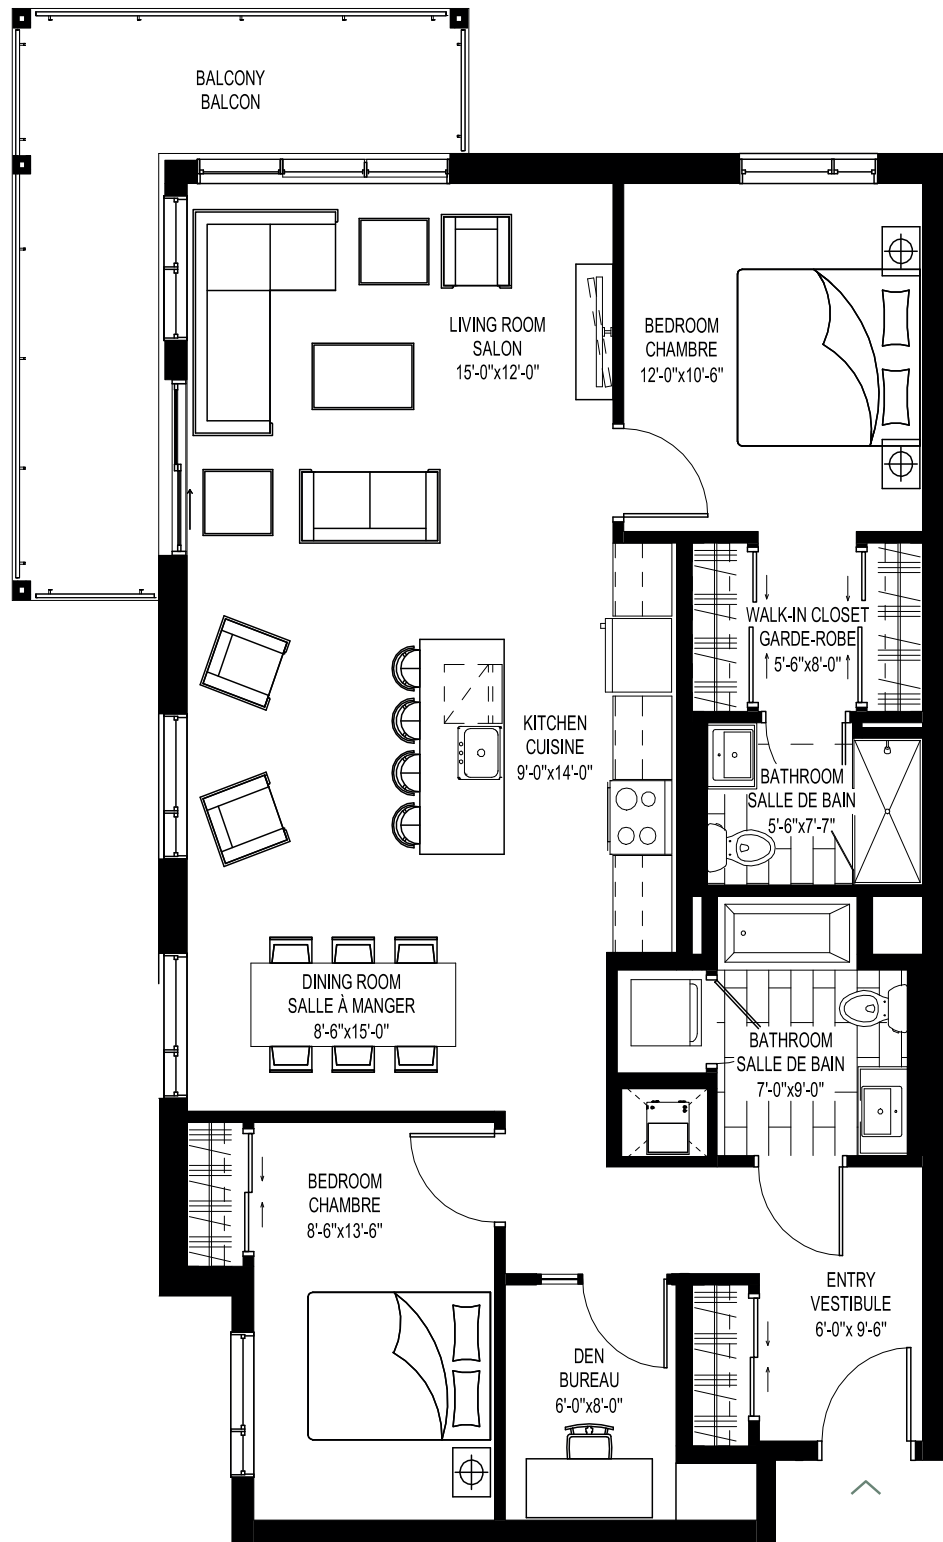 BALCONY
BALCON
LIVING ROOM
SALON
15'-0"x12'-0"
BEDROOM
CHAMBRE
12'-0"x10'-6"
WALK-IN CLOSET
GARDE-ROBE
5'-6"x8'-0"
KITCHEN
CUISINE
9'-0"x14'-0"
BATHROOM
SALLE DE BAIN
5'-6"x7'-7"
DINING ROOM
SALLE À MANGER
8'-6"x15'-0"
BATHROOM
SALLE DE BAIN
7'-0"x9'-0"
BEDROOM
CHAMBRE
8'-6"x13'-6"
ENTRY
VESTIBULE
6'-0"x 9'-6"
DEN
BUREAU
6'-0"x8'-0"